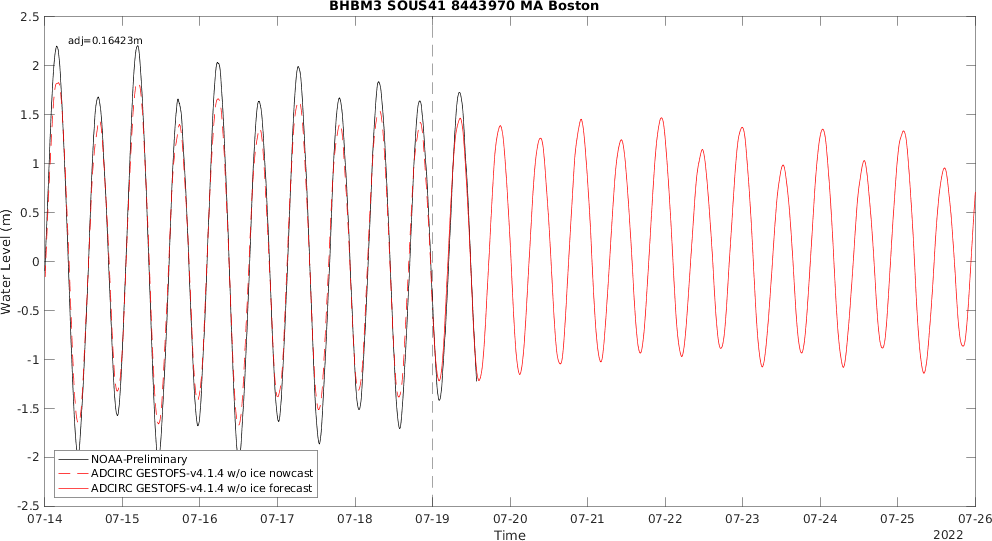 BHBM3 SOUS41 8443970 MA Boston
adj=0.16423m
2.5
2
1.5
1
0.5
0
-0.5
-1
-1.5
-2
-2.5
Water Level (m)
NOAA-Preliminary
ADCIRC GESTOFS-v4.1.4 w/o ice nowcast
ADCIRC GESTOFS-v4.1.4 w/o ice forecast
07-14 07-15 07-16 07-17 07-18 07-19 07-20 07-21 07-22 07-23 07-24 07-25 07-26
Time
2022